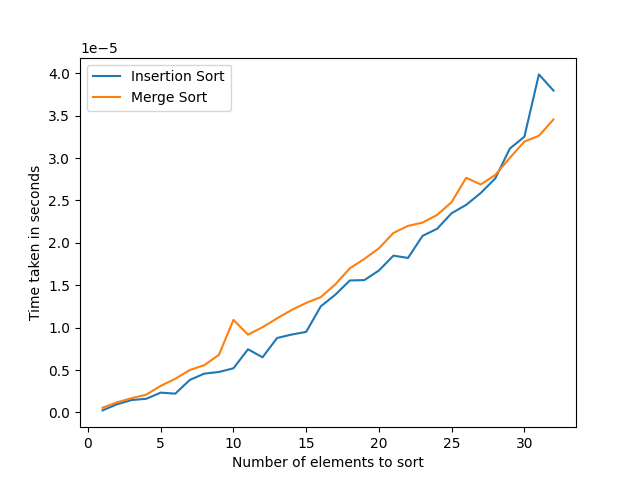 1e−5
4.0
3.5
3.0
2.5
2.0
1.5
1.0
0.5
0.0
Time taken in seconds
Insertion Sort
Merge Sort
0 5 10 15 20 25 30
Number of elements to sort